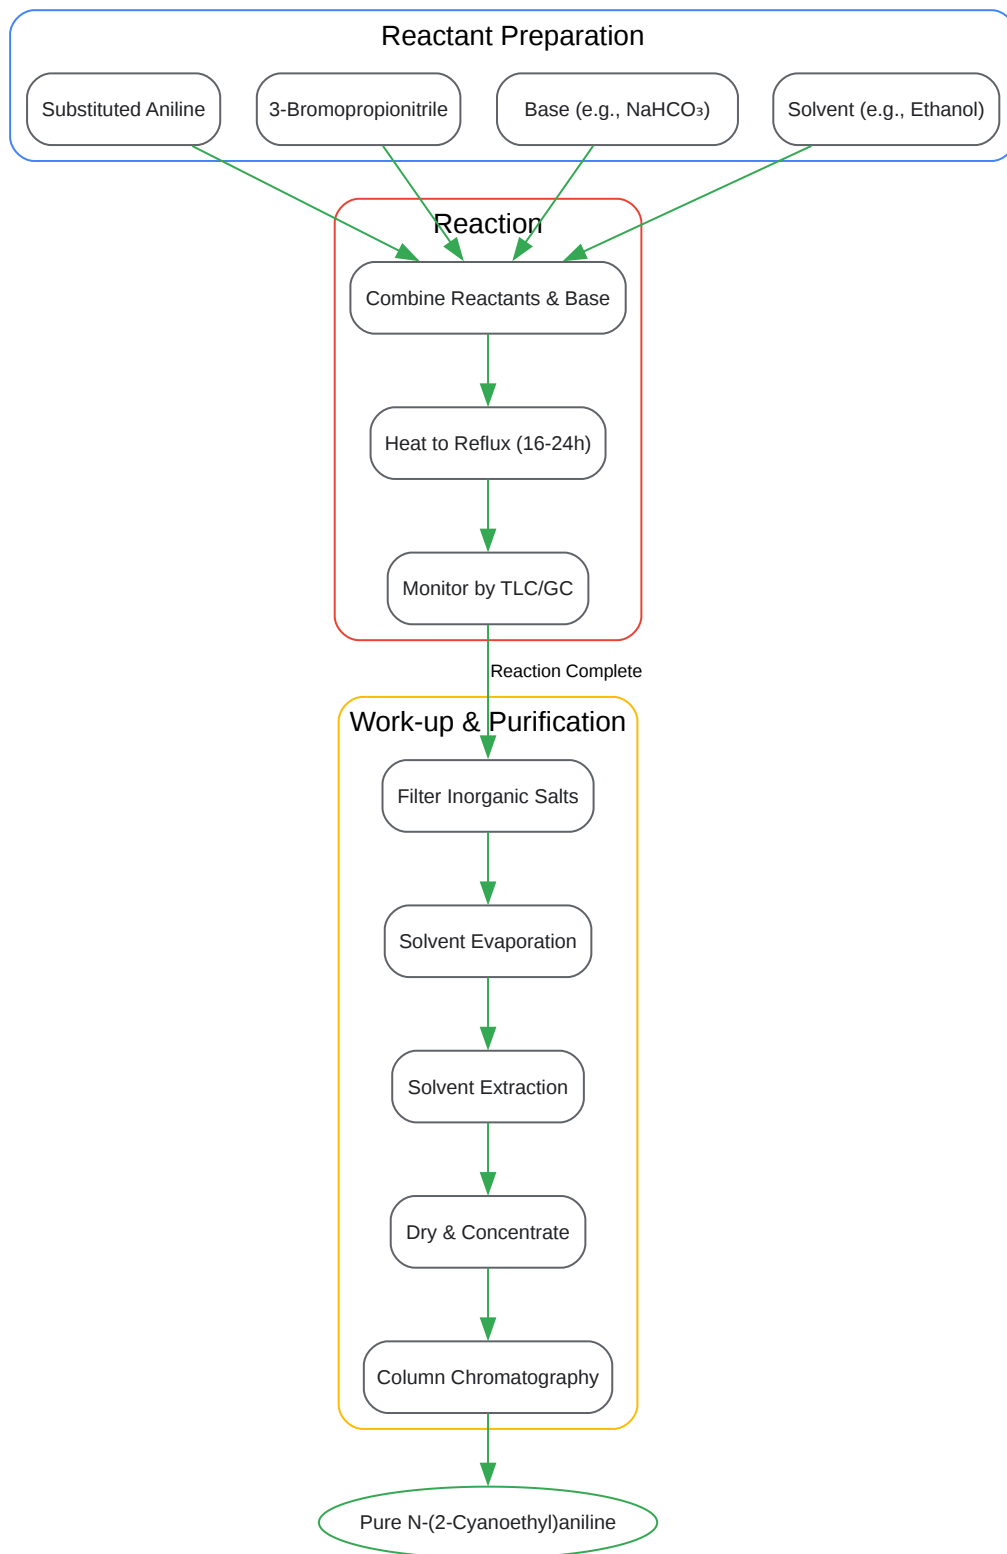 Reactant Preparation
Substituted Aniline
3-Bromopropionitrile
Base (e.g., NaHCO₃)
Solvent (e.g., Ethanol)
Reaction
Combine Reactants & Base
Heat to Reflux (16-24h)
Monitor by TLC/GC
Reaction Complete
Work-up & Purification
Filter Inorganic Salts
Solvent Evaporation
Solvent Extraction
Dry & Concentrate
Column Chromatography
Pure N-(2-Cyanoethyl)aniline